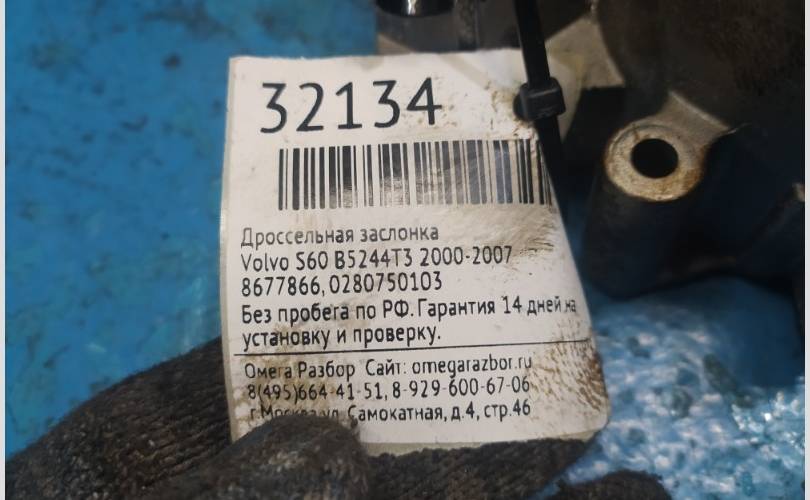 32134
Дроссельная заслонка
Volvo S60 B5244T3 2000-2007
8677866, 0280750103
Без пробега по РФ. Гарантия 14 дней на
установку и проверку.
Омега Разбор Сайт: omegarazbor.ru
8(495)664-41-51, 8-929-600-67-06
г.Москва ул. Самокатная, д.4, стр.46